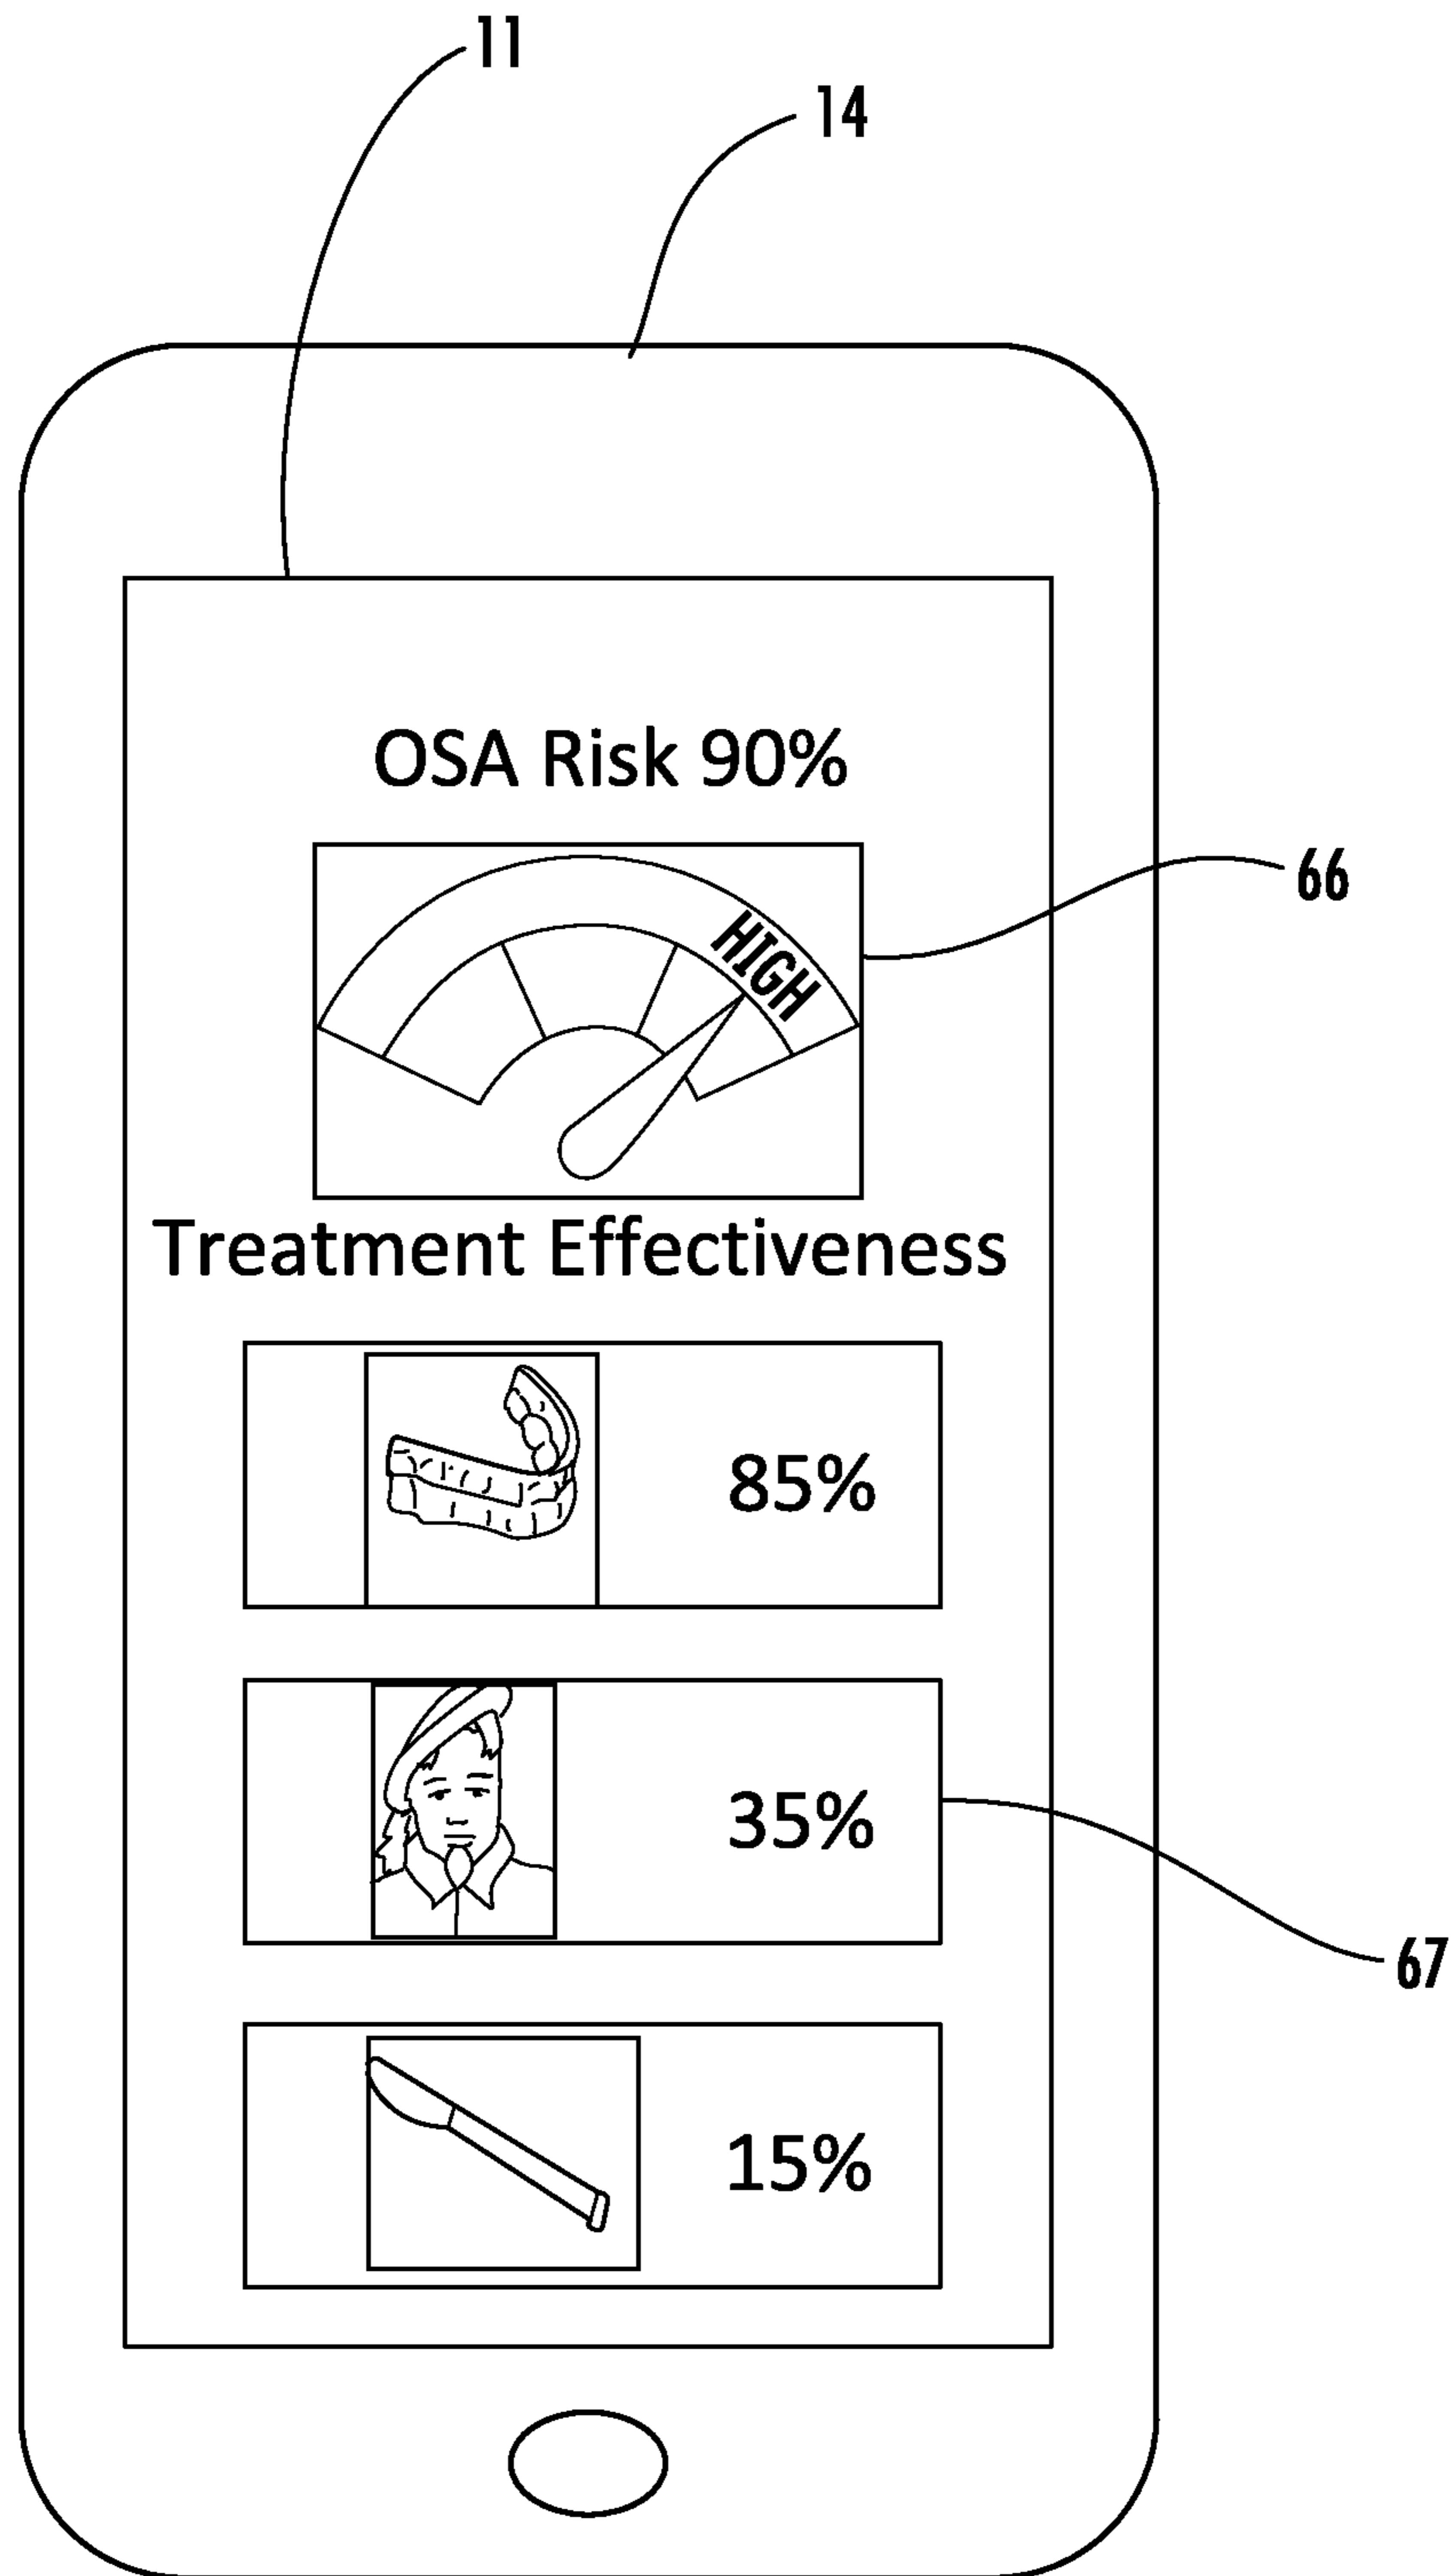 11
14
OSA Risk 90%
66
HIGH
Treatment Effectiveness
85%
35%
67
15%